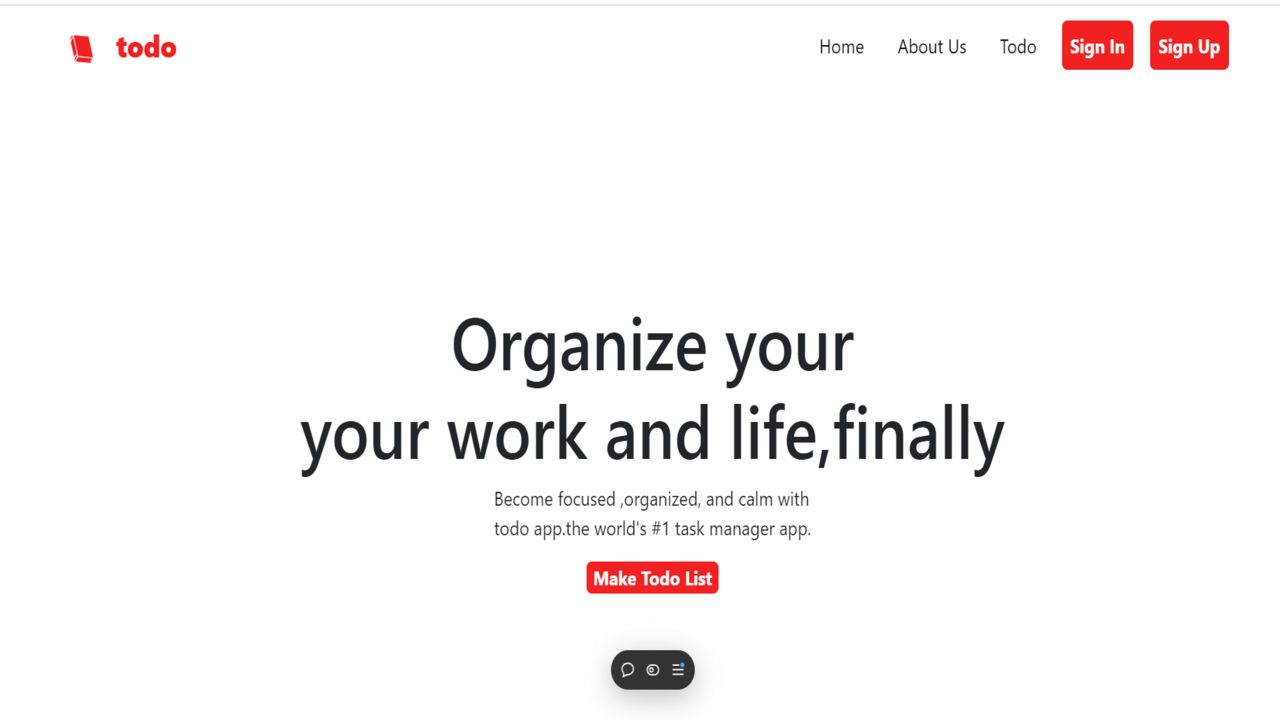 todo
Home About Us Todo Sign In Sign Up
Organize your
your work and life,finally
Become focused ,organized, and calm with
todo app.the world's #1 task manager app.
Make Todo List